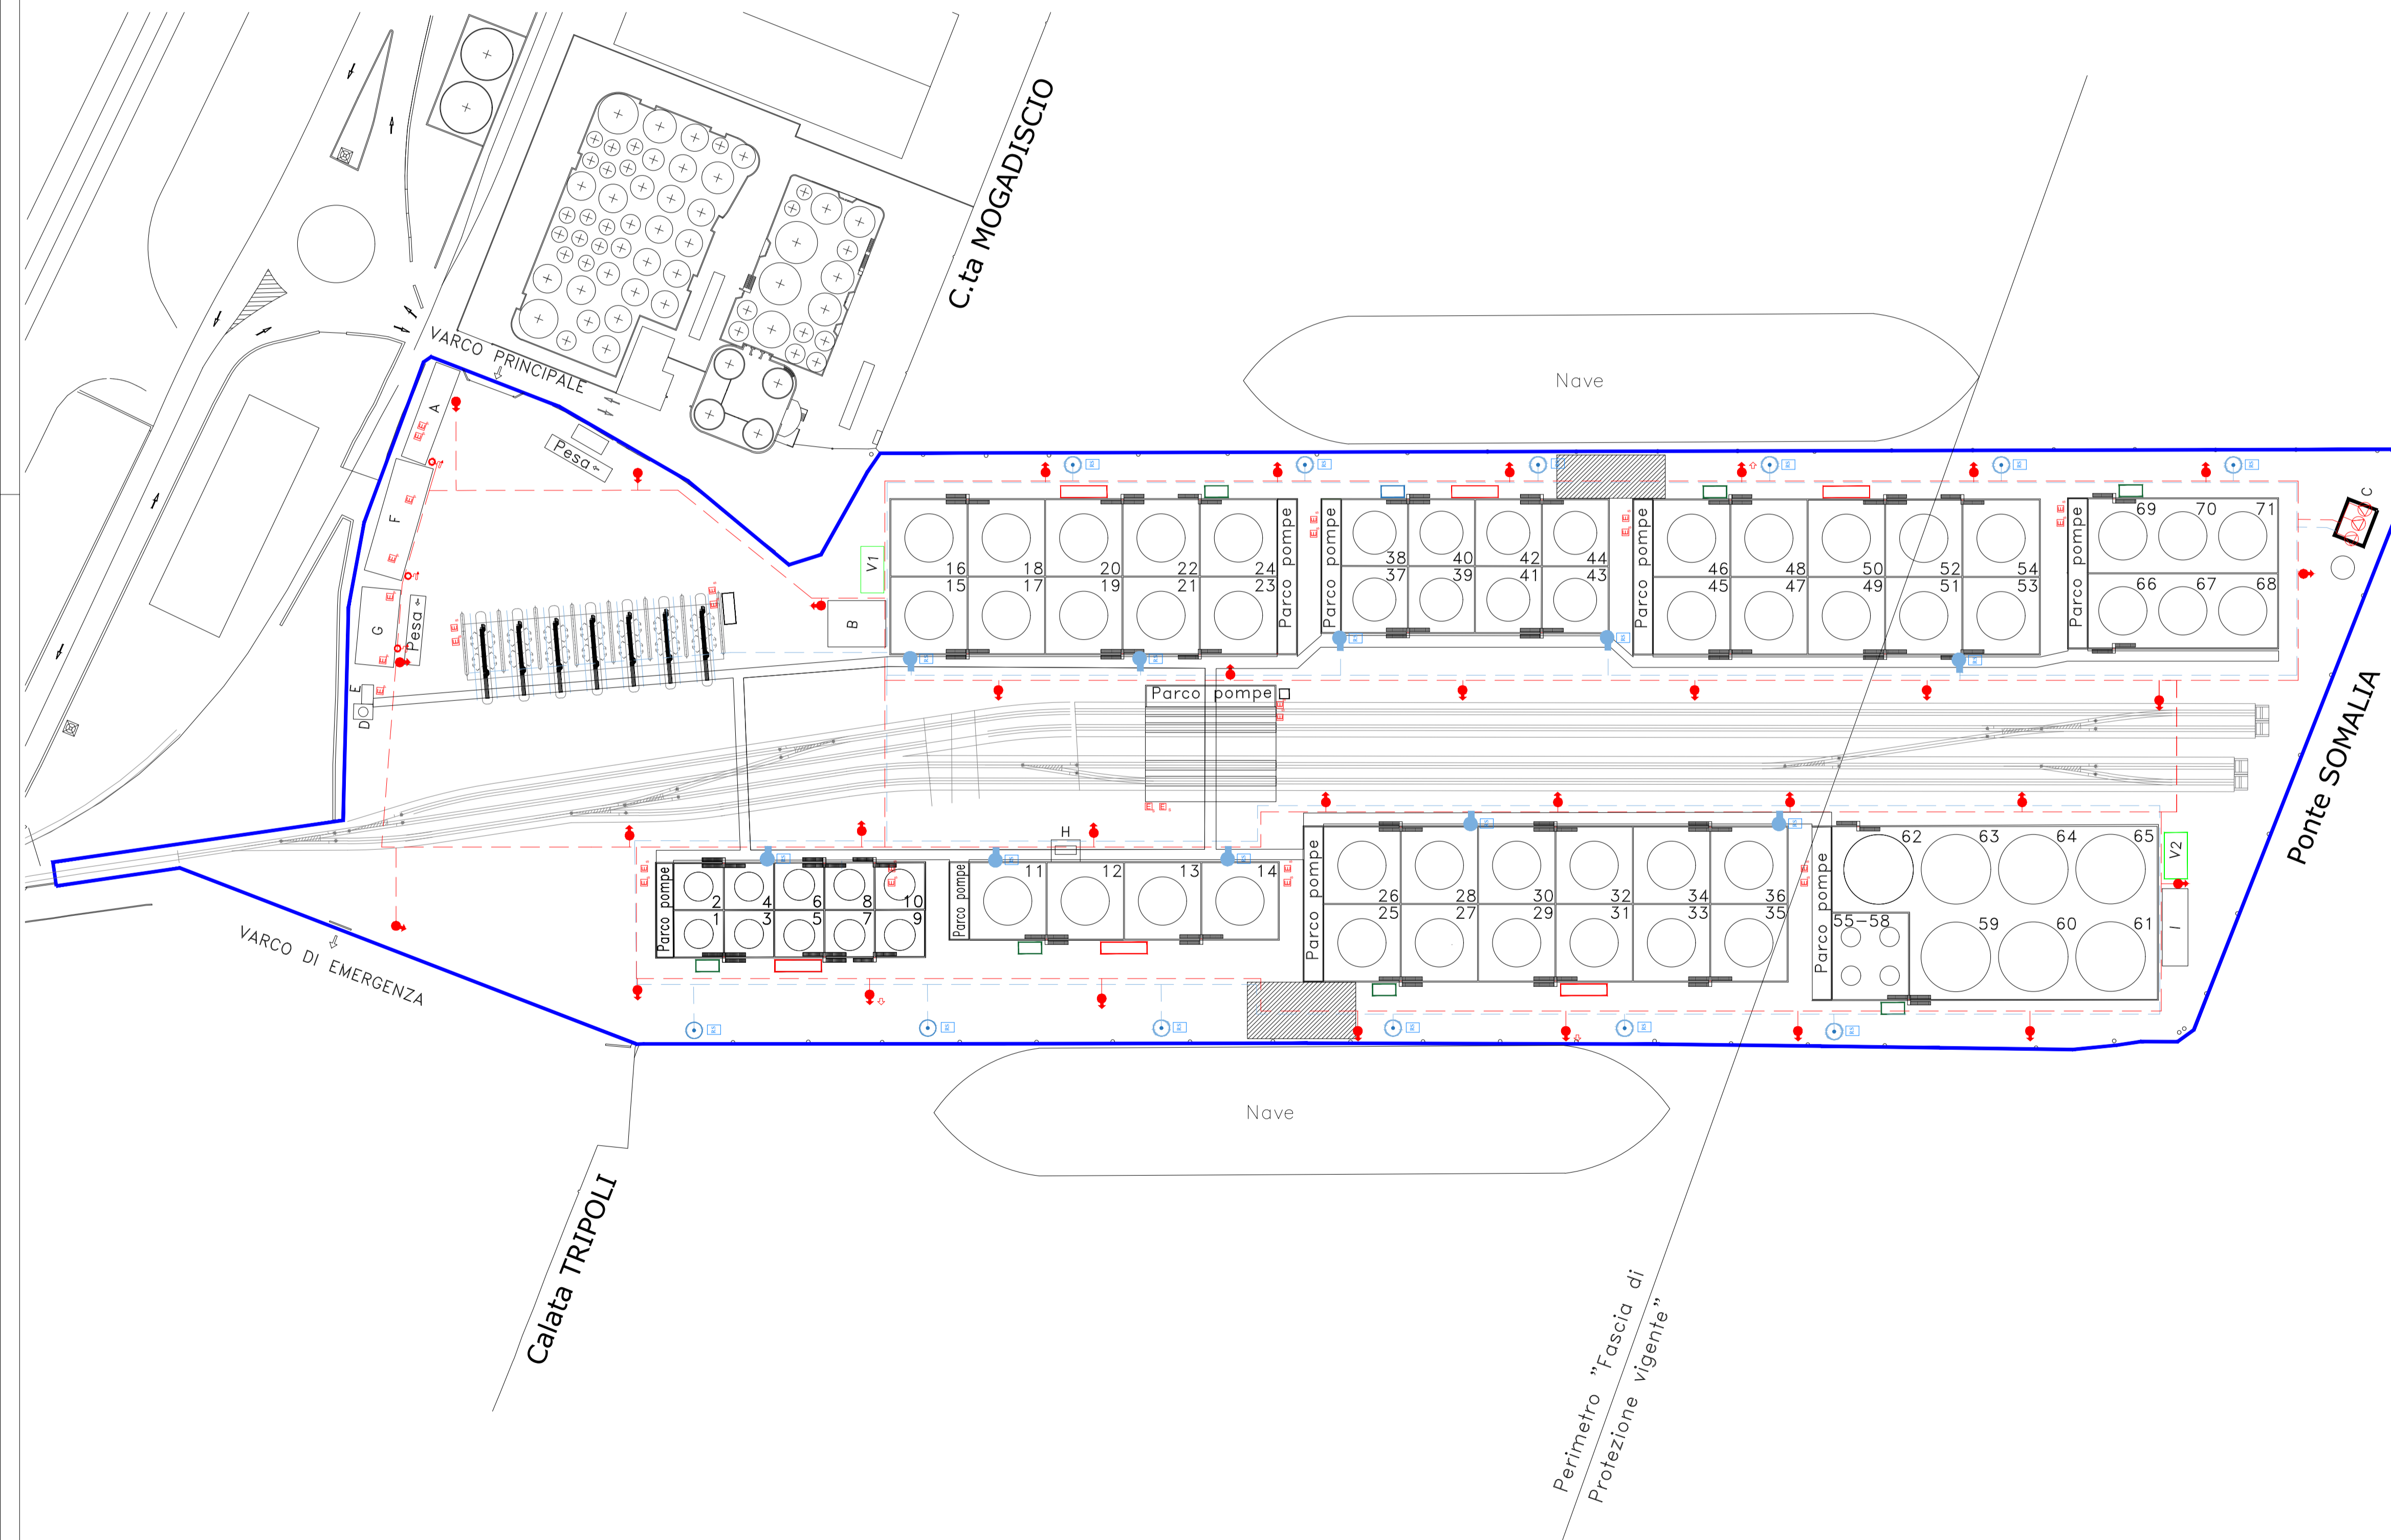 C.ta MOGADISCIO
VARCO PRINCIPALE
Nave
A
Pesa
F
G
Pesa
E
D
V1
B
16 18 20 22 24
15 17 19 21 23
Parco pompe
Parco pompe
38 40 42 44
37 39 41 43
Parco pompe
46 48 50 52 54
45 47 49 51 53
Parco pompe
69 70 71
66 67 68
C
Parco pompe
Ponte SOMALIA
H
Parco pompe
2 4 6 8 10
1 3 5 7 9
Parco pompe
11 12 13 14
Parco pompe
26 28 30 32 34 36
25 27 29 31 33 35
Parco pompe
62 63 64 65
55-58 59 60 61
V2
I
VARCO DI EMERGENZA
Nave
Calata TRIPOLI
Perimetro "Fascia di
Protezione vigente"